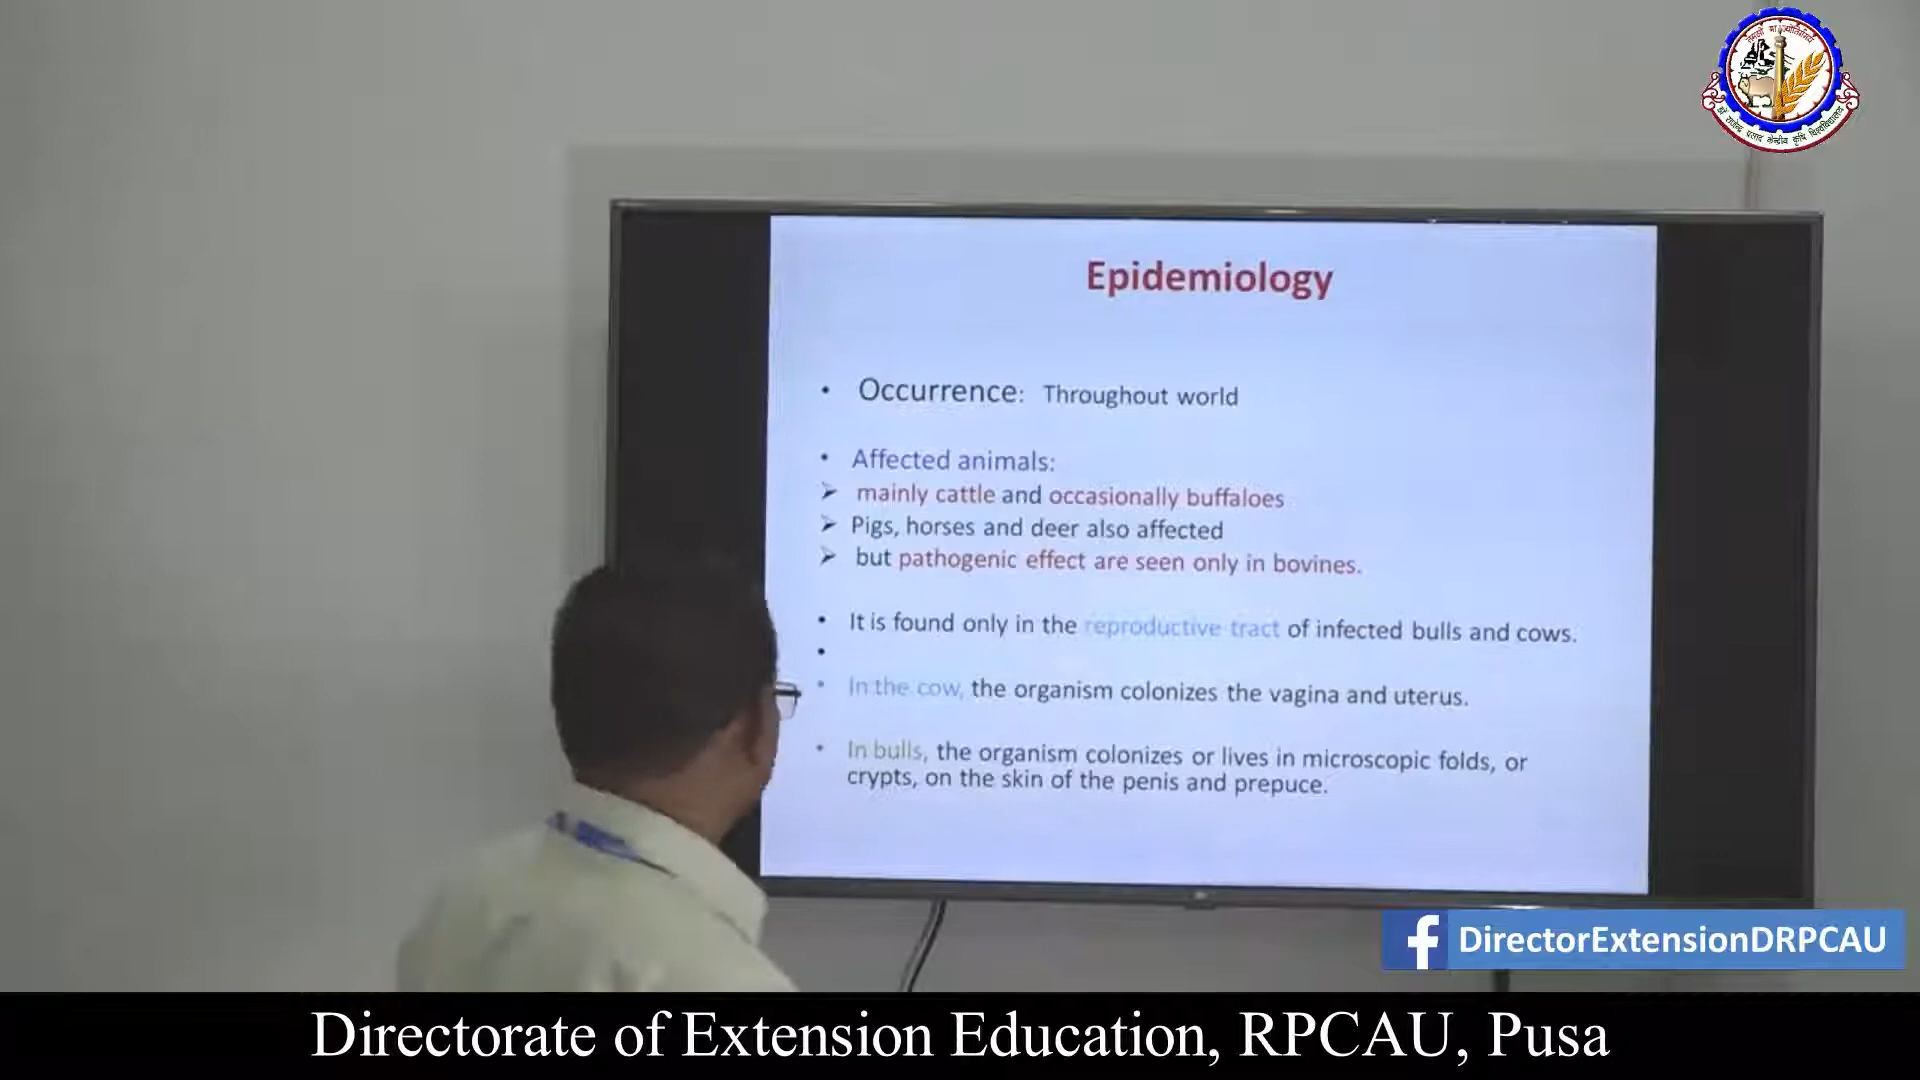 Epidemiology
• Occurrence: Throughout world
• Affected animals:
➢ mainly cattle and occasionally buffaloes
➢ Pigs, horses and deer also affected
➢ but pathogenic effect are seen only in bovines.
• It is found only in the reproductive tract of infected bulls and cows.
•
• In the cow, the organism colonizes the vagina and uterus.
• In bulls, the organism colonizes or lives in microscopic folds, or
crypts, on the skin of the penis and prepuce.
f DirectorExtensionDRPCAU
Directorate of Extension Education, RPCAU, Pusa